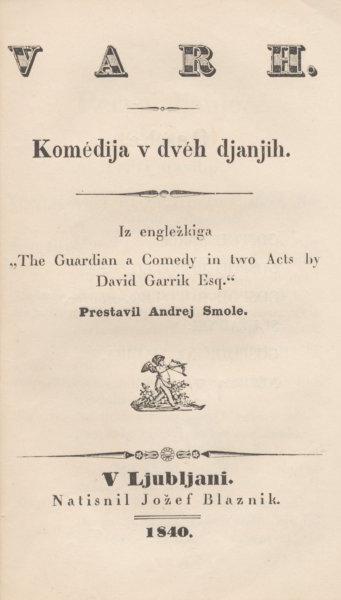 VARH.
Komédija v dvéh djanjih.
Iz engležkiga
„The Guardian a Comedy in two Acts by
David Garrik Esq.“
Prestavil Andrej Smole.
V Ljubljani.
Natisnil Jožef Blaznik.
1840.